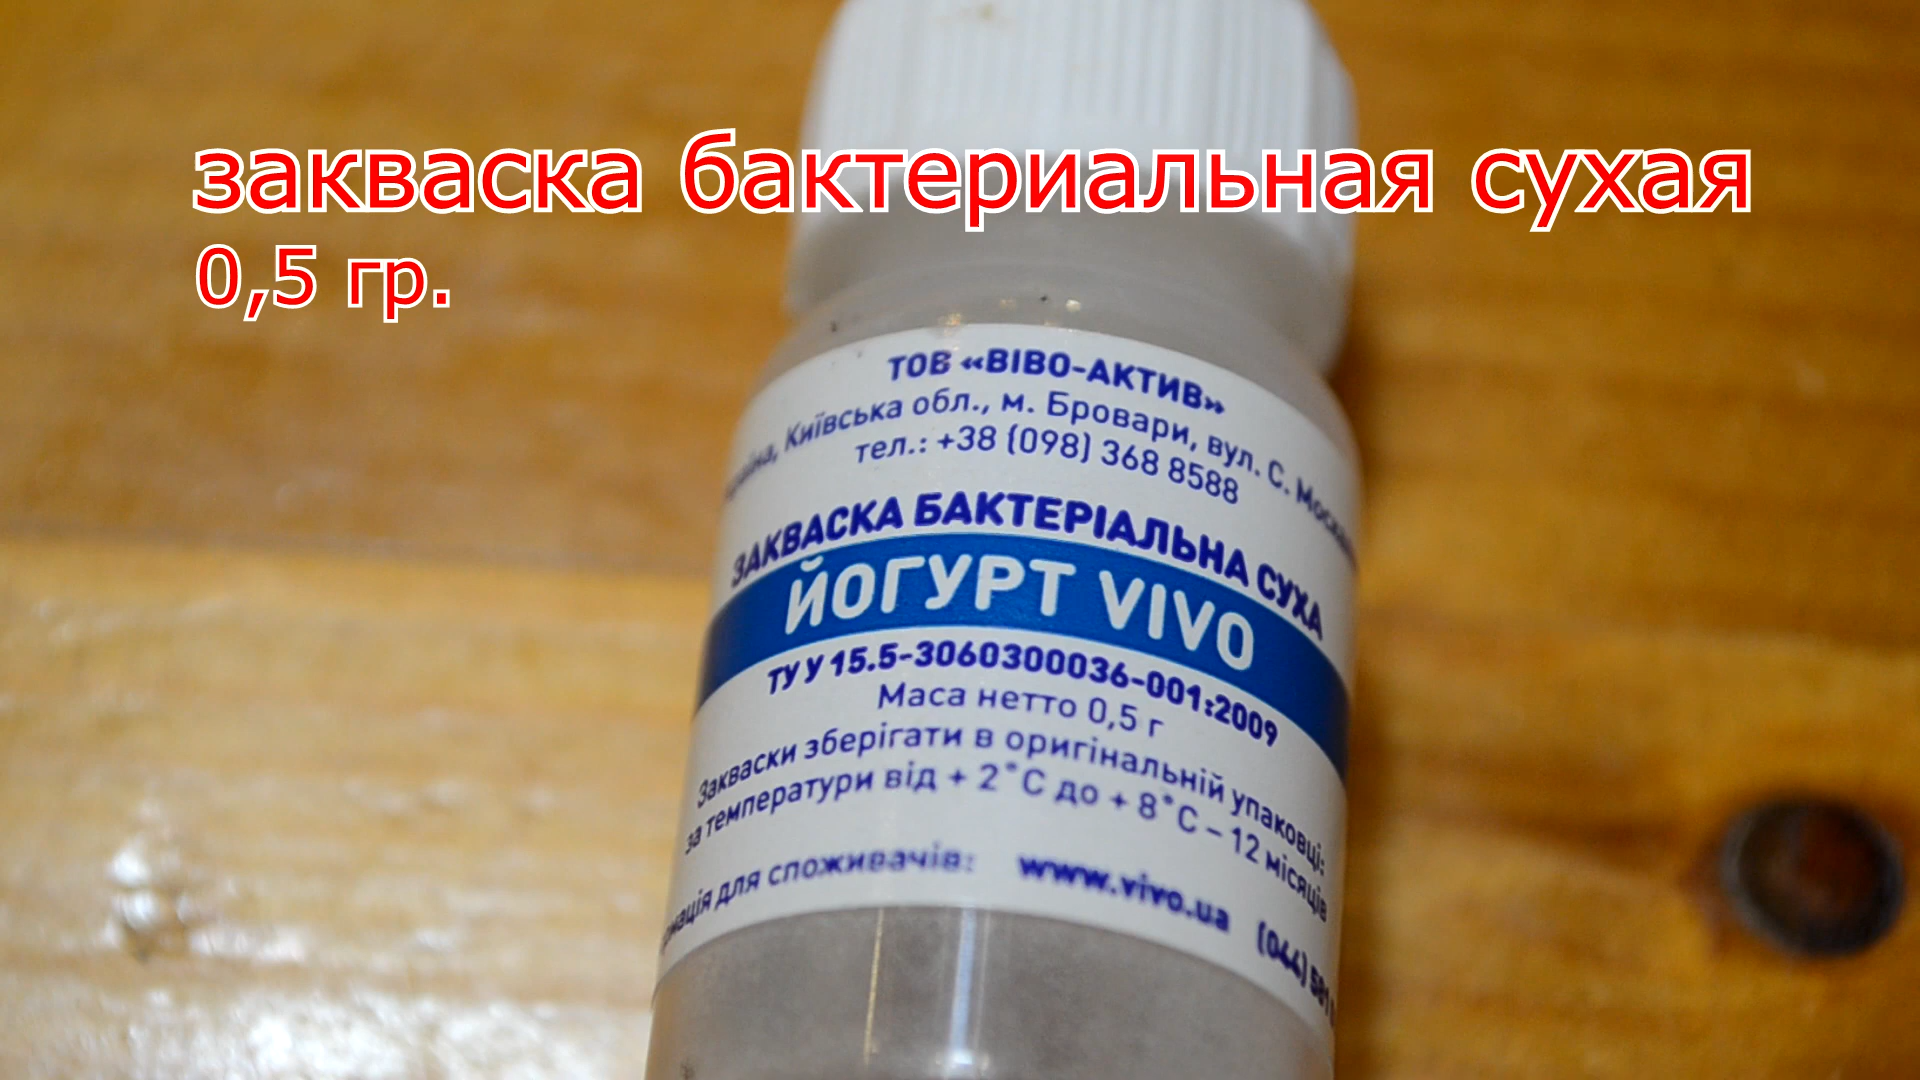 закваска бактериальная сухая
0,5 гр.
ТОВ «ВІВО-АКТИВ»
Київська обл., м. Бровари, вул. С.
тел.: +38 (098) 368 8588
ЗАКВАСКА БАКТЕРІАЛЬНА СУХА
ЙОГУРТ VIVO
ТУ У 15.5-3060300036-001:2009
Маса нетто 0,5 г
Закваски зберігати в оригінальній упаковці:
за температури від + 2°С до + 8°С – 12 місяців
для споживачів: www.vivo.ua (044)